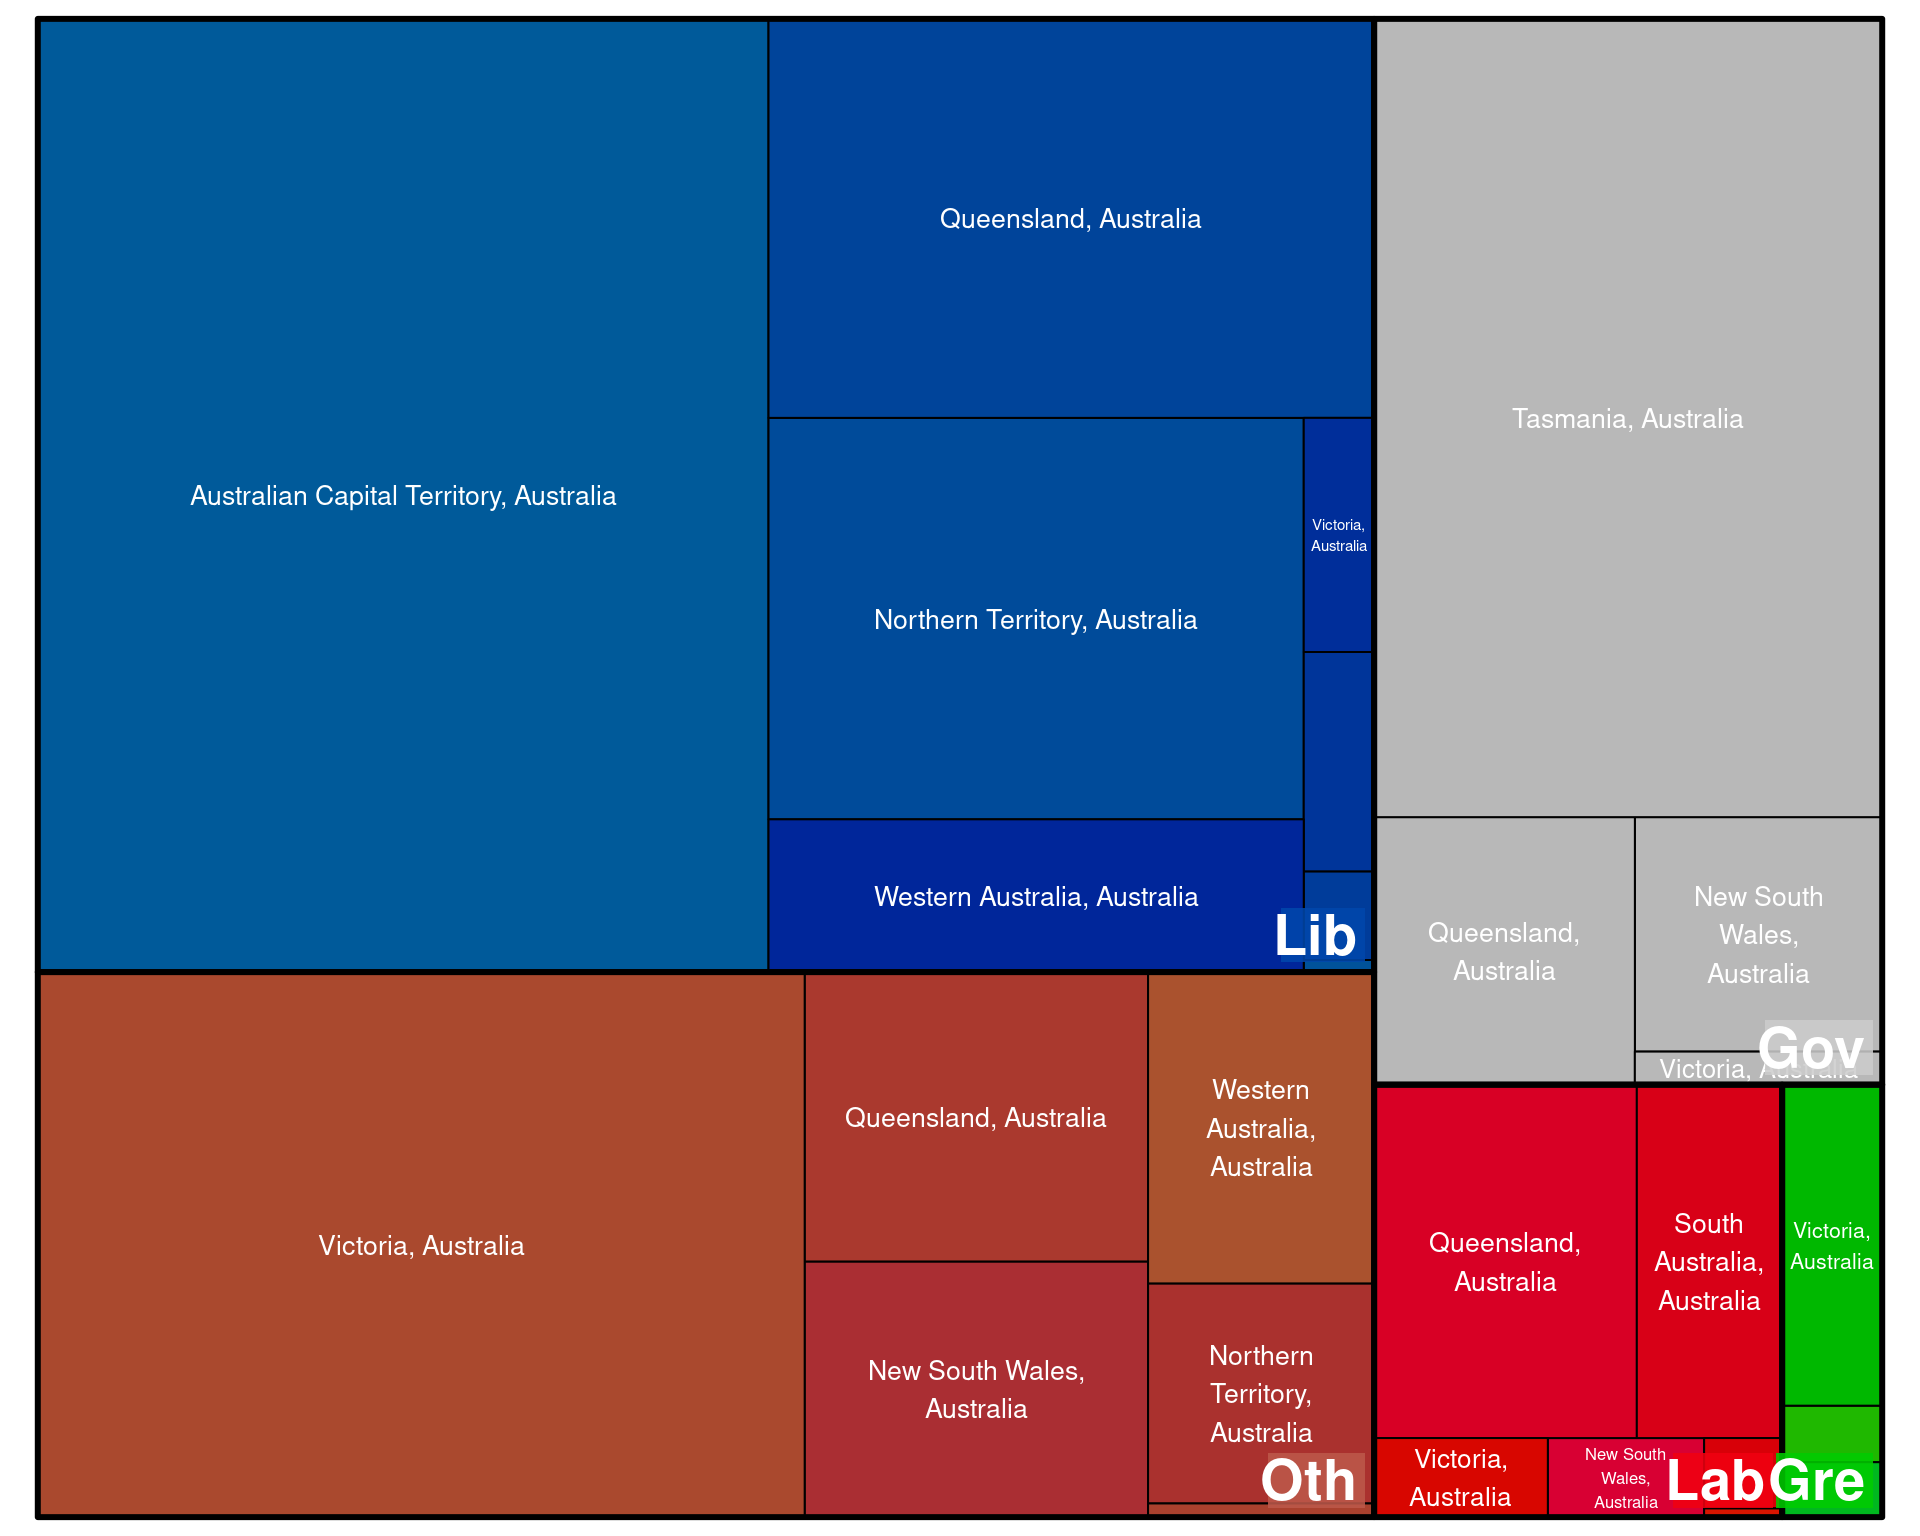 Australian Capital Territory, Australia
Queensland, Australia
Northern Territory, Australia
Victoria,
Australia
Western Australia, Australia
Lib
Tasmania, Australia
Queensland,
Australia
New South
Wales,
Australia
Victoria, Australia
Gov
Victoria, Australia
Queensland, Australia
New South Wales,
Australia
Western
Australia,
Australia
Northern
Territory,
Australia
Oth
Queensland,
Australia
South
Australia,
Australia
Victoria,
Australia
New South
Wales,
Australia
Lab
Victoria,
Australia
Gre